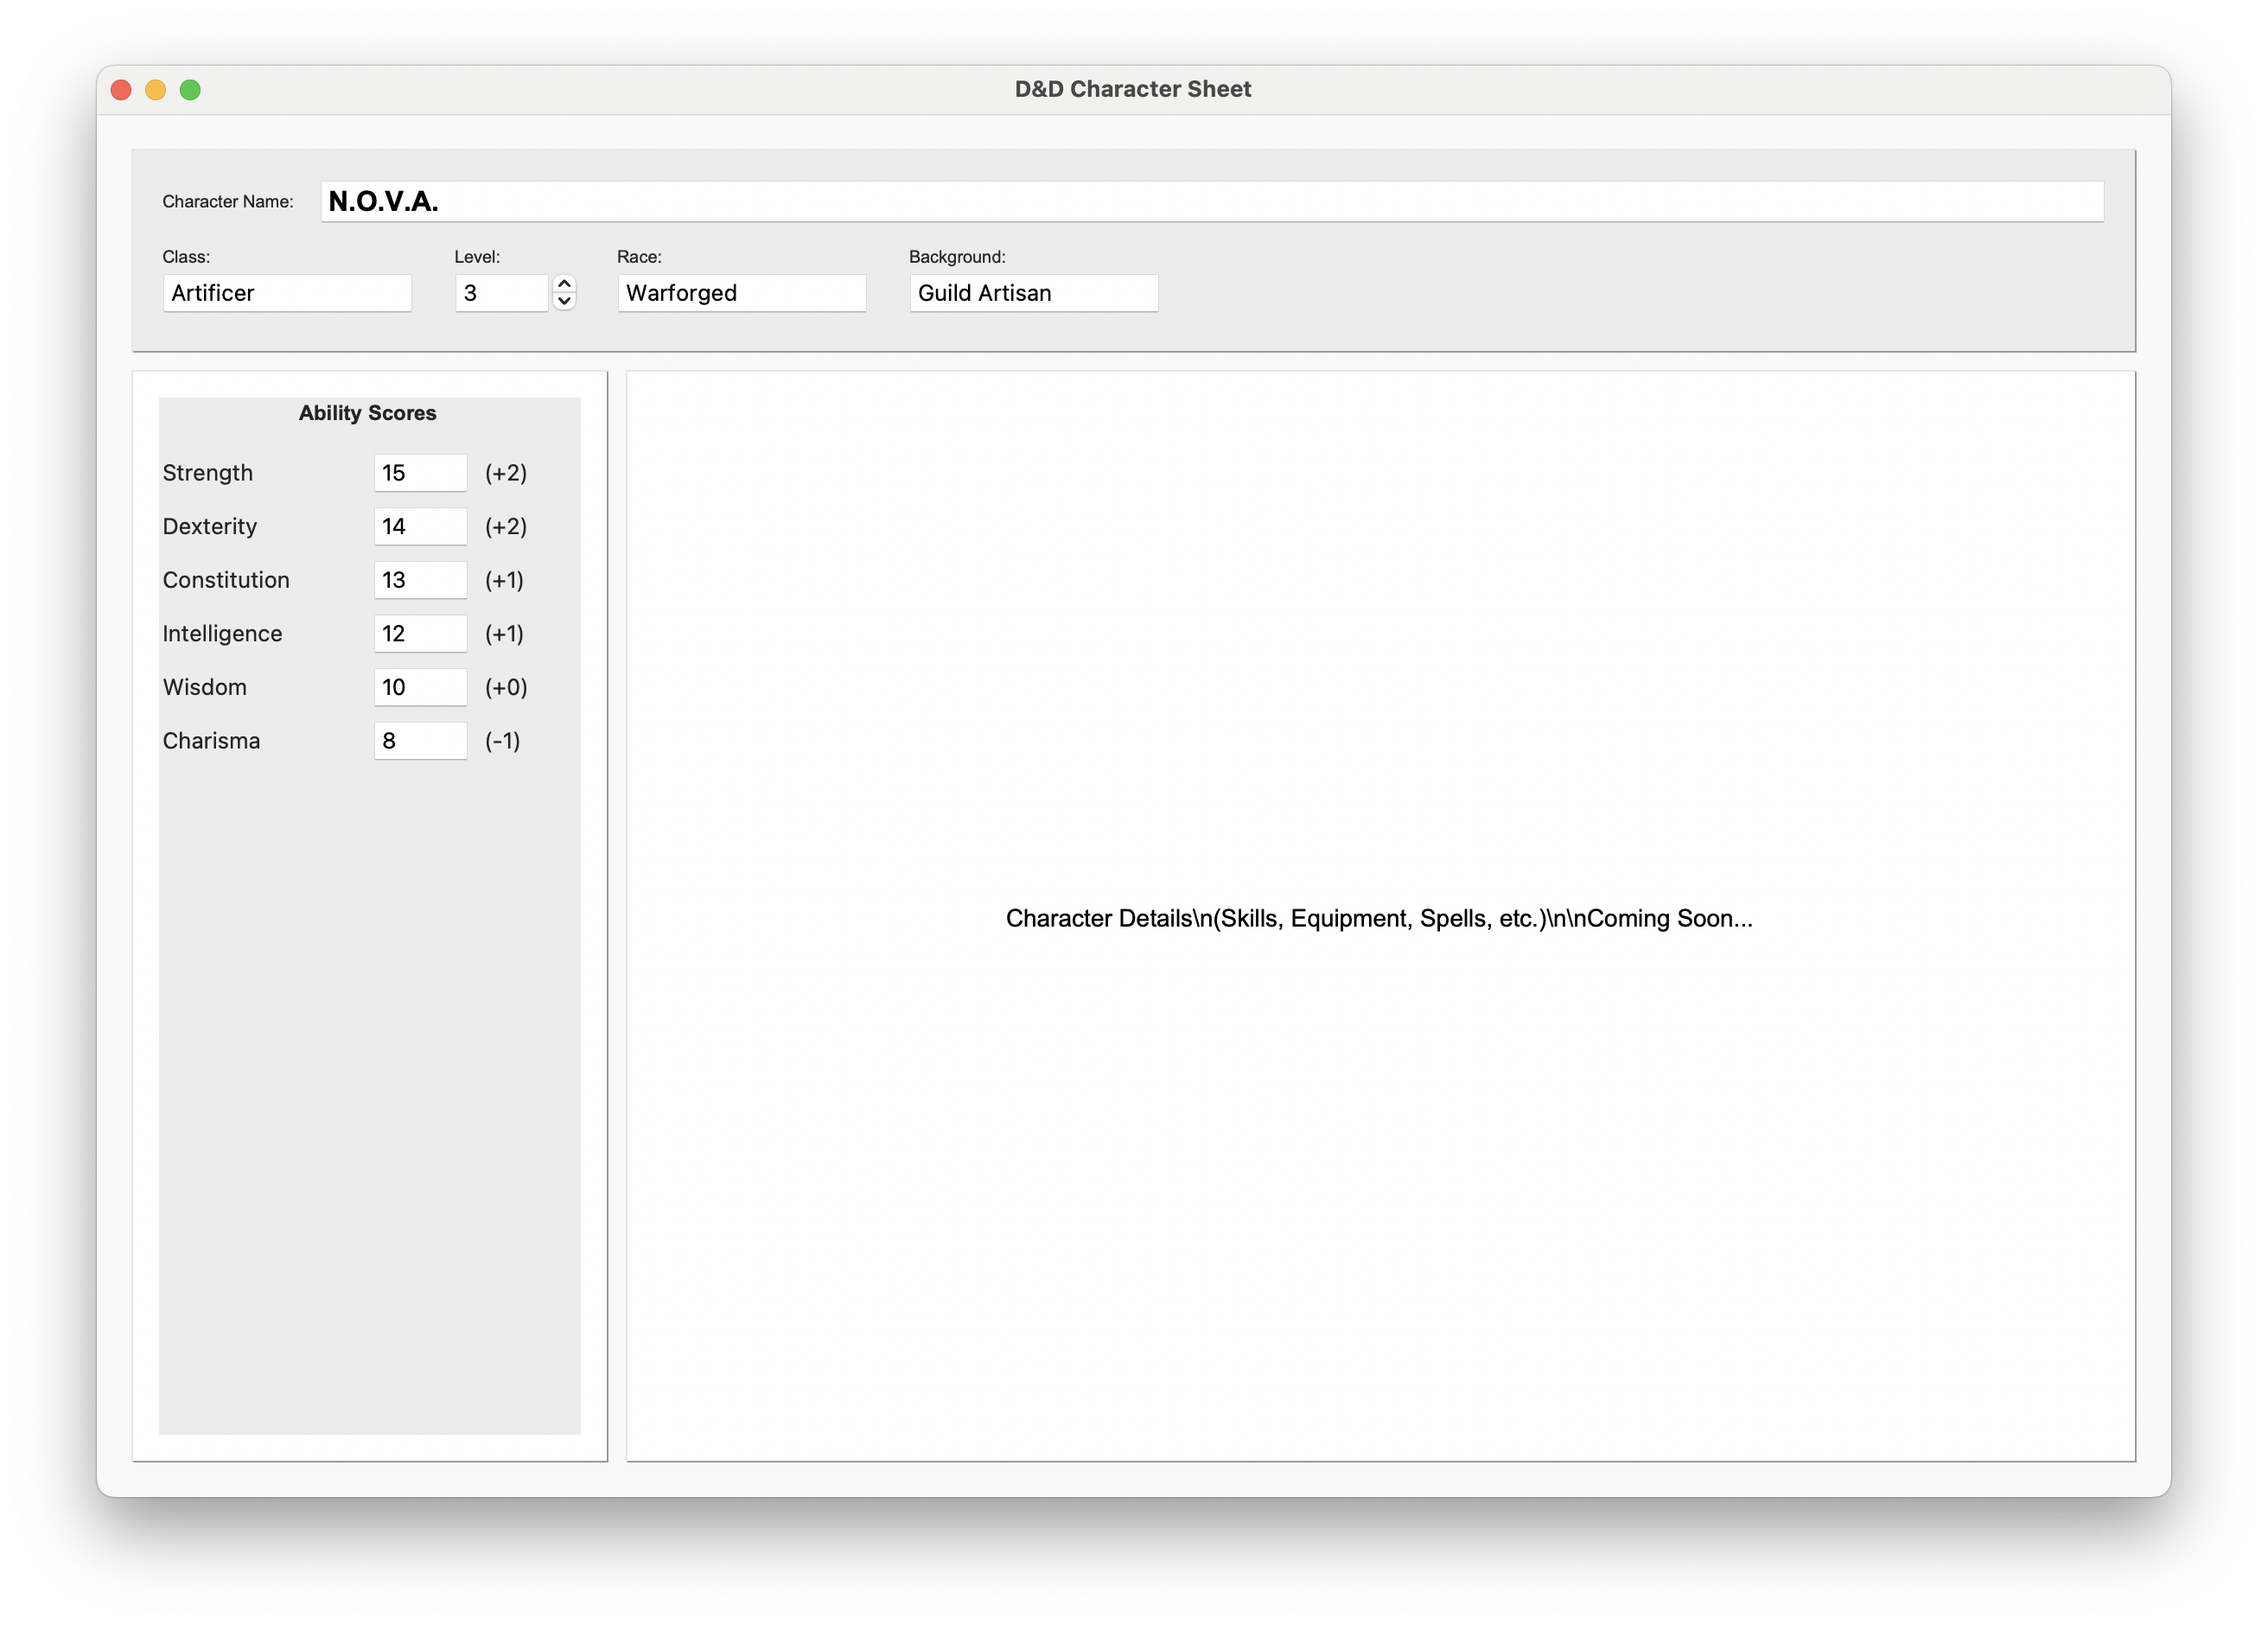 D&D Character Sheet
Character Name: N.O.V.A.
Class: Level: Race: Background:
Artificer 3 Warforged Guild Artisan
Ability Scores
Strength 15 (+2)
Dexterity 14 (+2)
Constitution 13 (+1)
Intelligence 12 (+1)
Wisdom 10 (+0)
Charisma 8 (-1)
Character Details\n(Skills, Equipment, Spells, etc.)\n\nComing Soon...